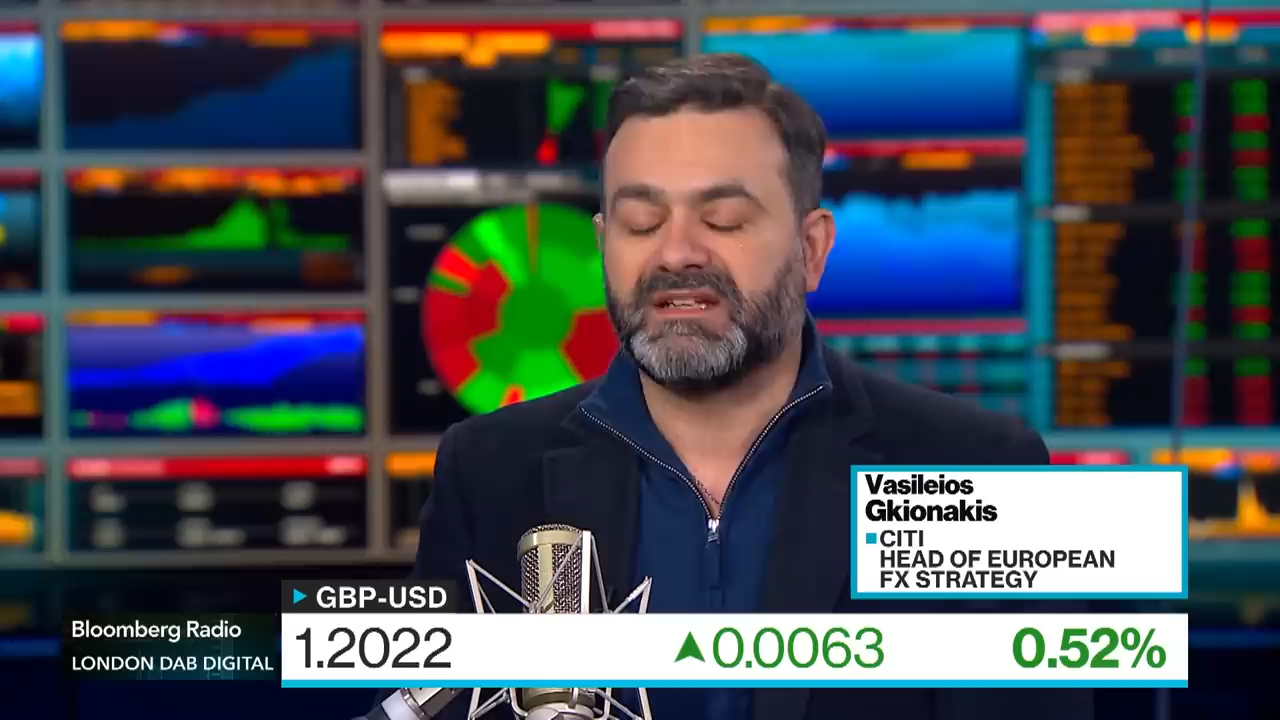 Vasileios
Gkionakis
CITI
HEAD OF EUROPEAN
FX STRATEGY
GBP-USD
Bloomberg Radio
LONDON DAB DIGITAL
1.2022
0.0063
0.52%